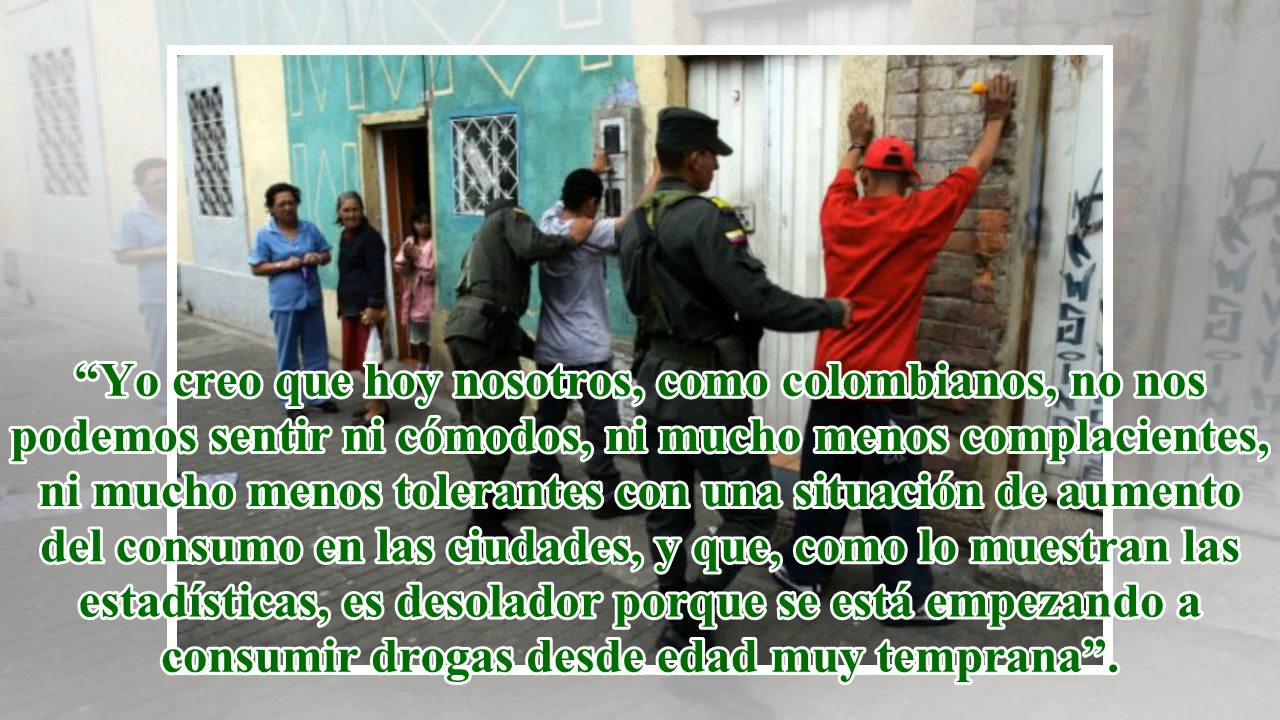 “Yo creo que hoy nosotros, como colombianos, no nos
podemos sentir ni cómodos, ni mucho menos complacientes,
ni mucho menos tolerantes con una situación de aumento
del consumo en las ciudades, y que, como lo muestran las
estadísticas, es desolador porque se está empezando a
consumir drogas desde edad muy temprana”.